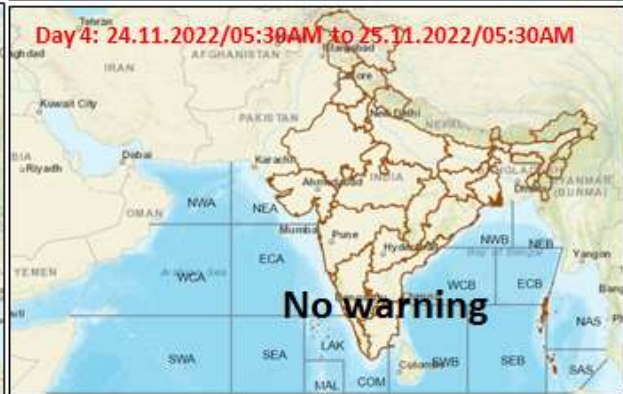 Tehran
Day 4: 24.11.2022/05:30AM to 25.11.2022/05:30AM
AFGHANISTAN
IRAN
Kuwait City
PAKISTAN
New Delhi
NEPAL
Riyadh
Dubai
Karachi
Ahmedabad
INDIA
MYANMAR
(BURMA)
OMAN
NWA
NEA
Mumbai
Pune
Hyderabad
NWB
NEB
Bay of Bengal
Yangon
YEMEN
ECA
WCA
Arabian Sea
WCB
ECB
No warning
NAS
LAK
SWA
SEA
Colombo
SWB
SEB
SAS
MAL
COM